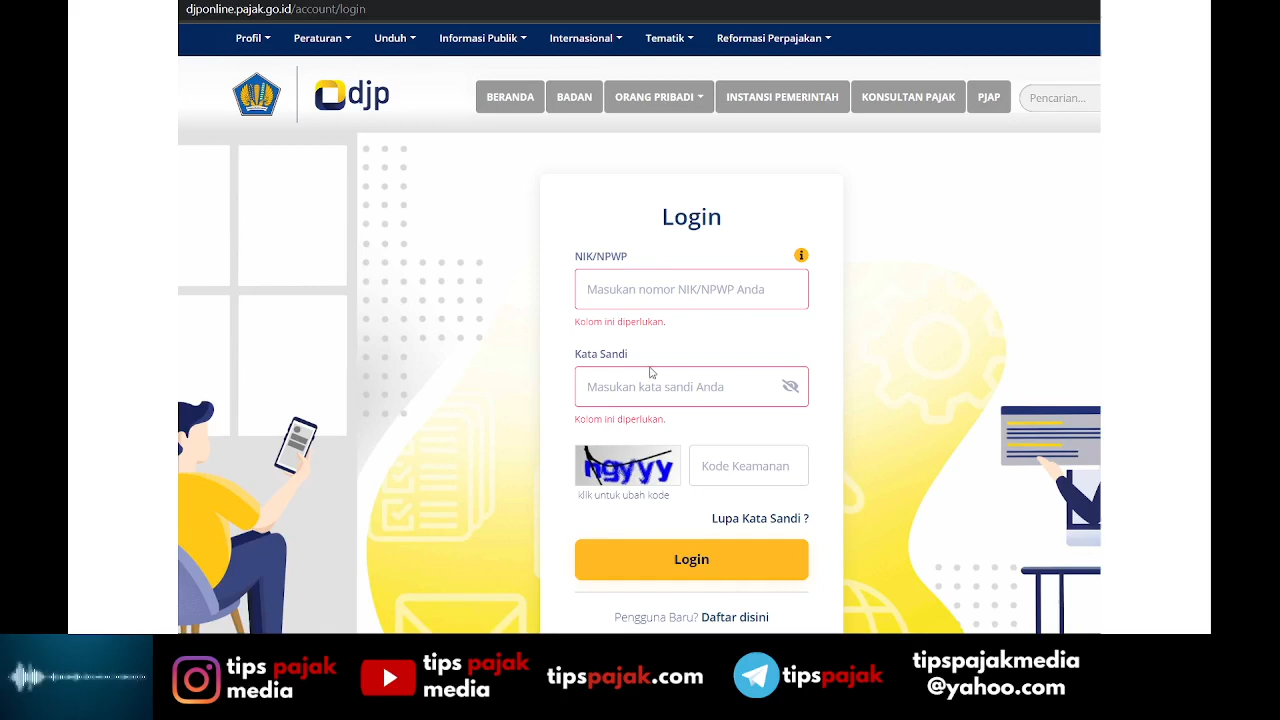 djponline.pajak.go.id/account/login
Profil Peraturan Unduh Informasi Publik Internasional Tematik Reformasi Perpajakan
djp
BERANDA BADAN ORANG PRIBADI INSTANSI PEMERINTAH KONSULTAN PAJAK PJAP Pencarian...
Login
NIK/NPWP
Masukan nomor NIK/NPWP Anda
Kolom ini diperlukan.
Kata Sandi
Masukan kata sandi Anda
Kolom ini diperlukan.
ngyyy Kode Keamanan
klik untuk ubah kode
Lupa Kata Sandi ?
Login
Pengguna Baru? Daftar disini
tips pajak
media
tips pajak
media
tipspajak.com
tipspajak
tipspajakmedia
@yahoo.com